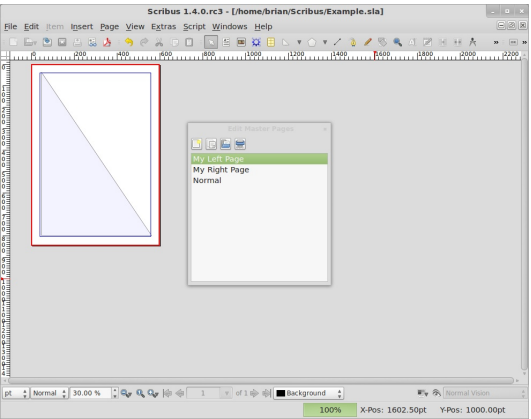 Scribus 1.4.0.rc3 - [/home/brian/Scribus/Example.sla]
File Edit Item Insert Page View Extras Script Windows Help
0 200 400 600 800 1000 1200 1400 1600 1800 2000 2200
Edit Master Pages
My Left Page
My Right Page
Normal
pt Normal 30.00 % 1 of 1 Background Normal Vision
100% X-Pos: 1602.50pt Y-Pos: 1000.00pt